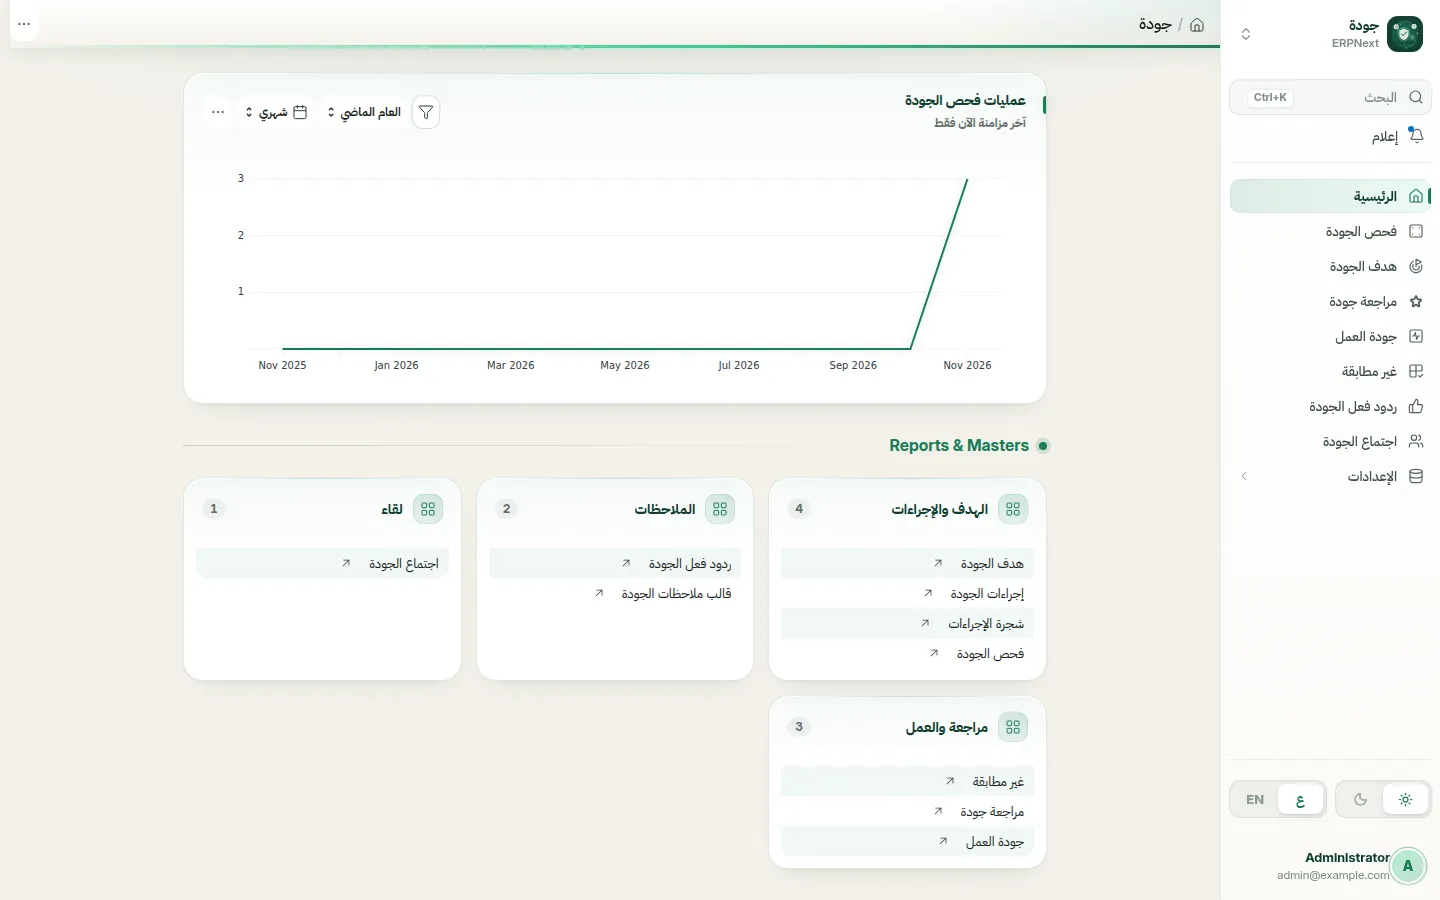 جودة
ERPNext
البحث
Ctrl+K
إعلام
الرئيسية
فحص الجودة
هدف الجودة
مراجعة جودة
جودة العمل
غير مطابقة
ردود فعل الجودة
اجتماع الجودة
الإعدادات
ع
EN
Administrator
admin@example.com
A
/ جودة
عمليات فحص الجودة
آخر مزامنة الآن فقط
العام الماضي
شهري
3
2
1
Nov 2025
Jan 2026
Mar 2026
May 2026
Jul 2026
Sep 2026
Nov 2026
Reports & Masters
الهدف والإجراءات
4
هدف الجودة
إجراءات الجودة
شجرة الإجراءات
فحص الجودة
الملاحظات
2
ردود فعل الجودة
قالب ملاحظات الجودة
لقاء
1
اجتماع الجودة
مراجعة والعمل
3
غير مطابقة
مراجعة جودة
جودة العمل